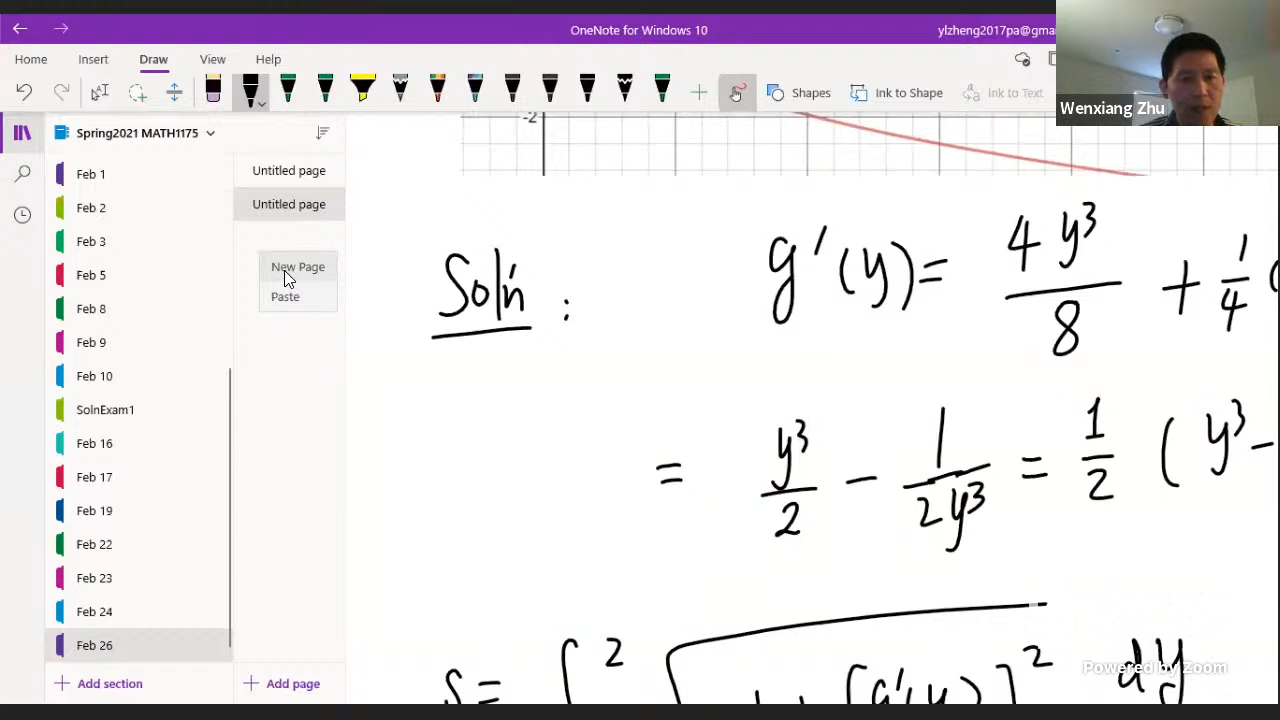 OneNote for Windows 10
ylzheng2017pa@gma
Home Insert Draw View Help
Shapes Ink to Shape Ink to Text
Wenxiang Zhu
Spring2021 MATH1175
Feb 1
Feb 2
Feb 3
Feb 5
Feb 8
Feb 9
Feb 10
SolnExam1
Feb 16
Feb 17
Feb 19
Feb 22
Feb 23
Feb 24
Feb 26
Add section
Untitled page
Untitled page
New Page
Paste
Add page
-2
Sol'n : g'(y) = 4y³/8 + 1/4 (
= y³/2 - 1/2y³ = 1/2 ( y³ -
S = ∫ 2 √ 1+ [g'(y)]² dy
Powered by Zoom